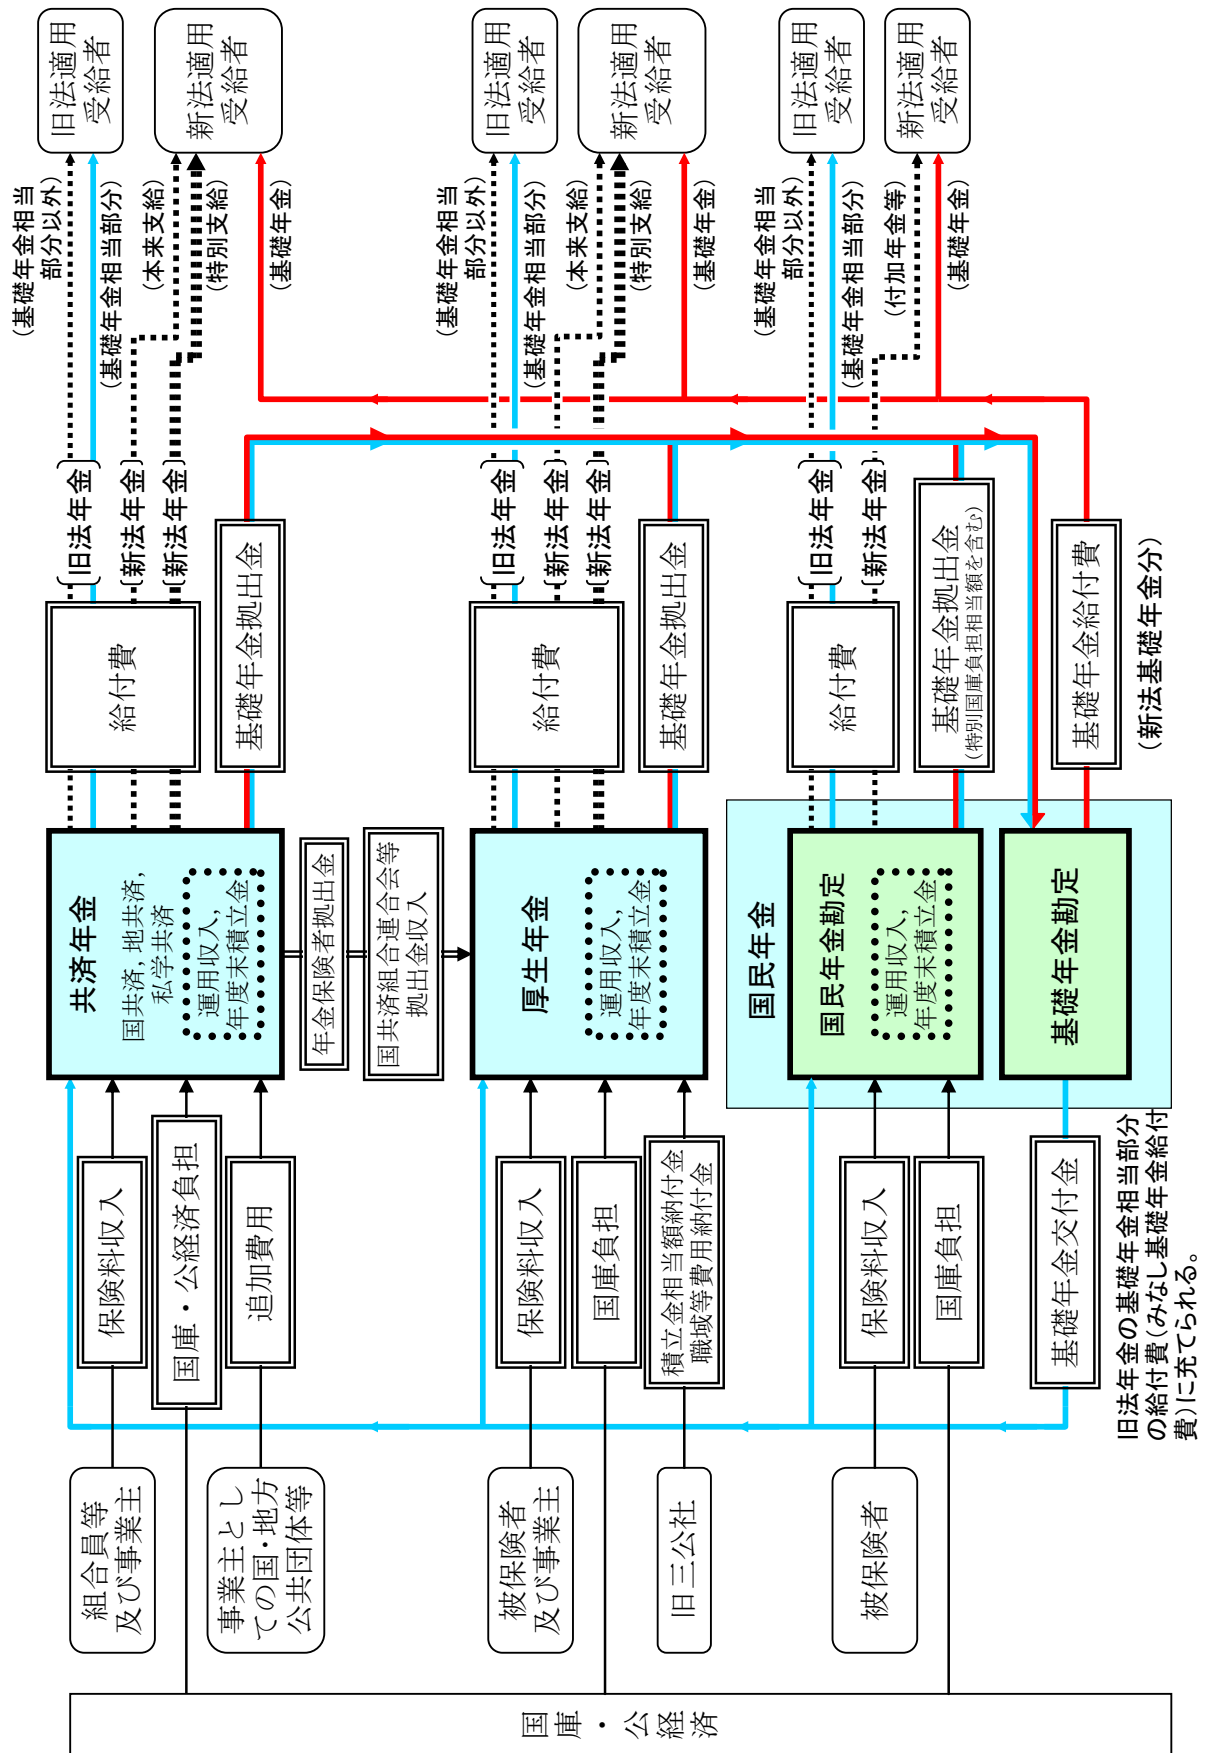 旧法適用
受給者
新法適用
受給者
旧法適用
受給者
新法適用
受給者
旧法適用
受給者
新法適用
受給者
(基礎年金相当
部分以外)
(基礎年金相当部分)
(本来支給)
(特別支給)
(基礎年金)
(基礎年金相当
部分以外)
(基礎年金相当部分)
(本来支給)
(特別支給)
(基礎年金)
(基礎年金相当
部分以外)
(基礎年金相当部分)
(付加年金等)
(基礎年金)
(旧法年金)
(新法年金)
(新法年金)
(旧法年金)
(新法年金)
(新法年金)
(旧法年金)
(新法年金)
給付費
基礎年金拠出金
給付費
基礎年金拠出金
給付費
基礎年金拠出金
(特別国庫負担相当額を含む)
基礎年金給付費
(新法基礎年金分)
共済年金
国共済,地共済,
私学共済
運用収入,
年度末積立金
年金保険者拠出金
国共済組合連合会等
拠出金収入
厚生年金
運用収入,
年度末積立金
国民年金
国民年金勘定
運用収入,
年度末積立金
基礎年金勘定
保険料収入
国庫・公経済負担
追加費用
保険料収入
国庫負担
積立金相当額納付金
職域等費用納付金
保険料収入
国庫負担
基礎年金交付金
旧法年金の基礎年金相当部分
の給付費(みなし基礎年金給付
費)に充てられる。
組合員等
及び事業主
事業主とし
ての国・地方
公共団体等
被保険者
及び事業主
旧三公社
被保険者
国庫・公経済